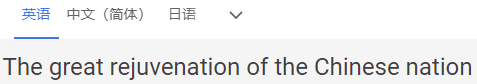 英语 中文（简体） 日语
The great rejuvenation of the Chinese nation